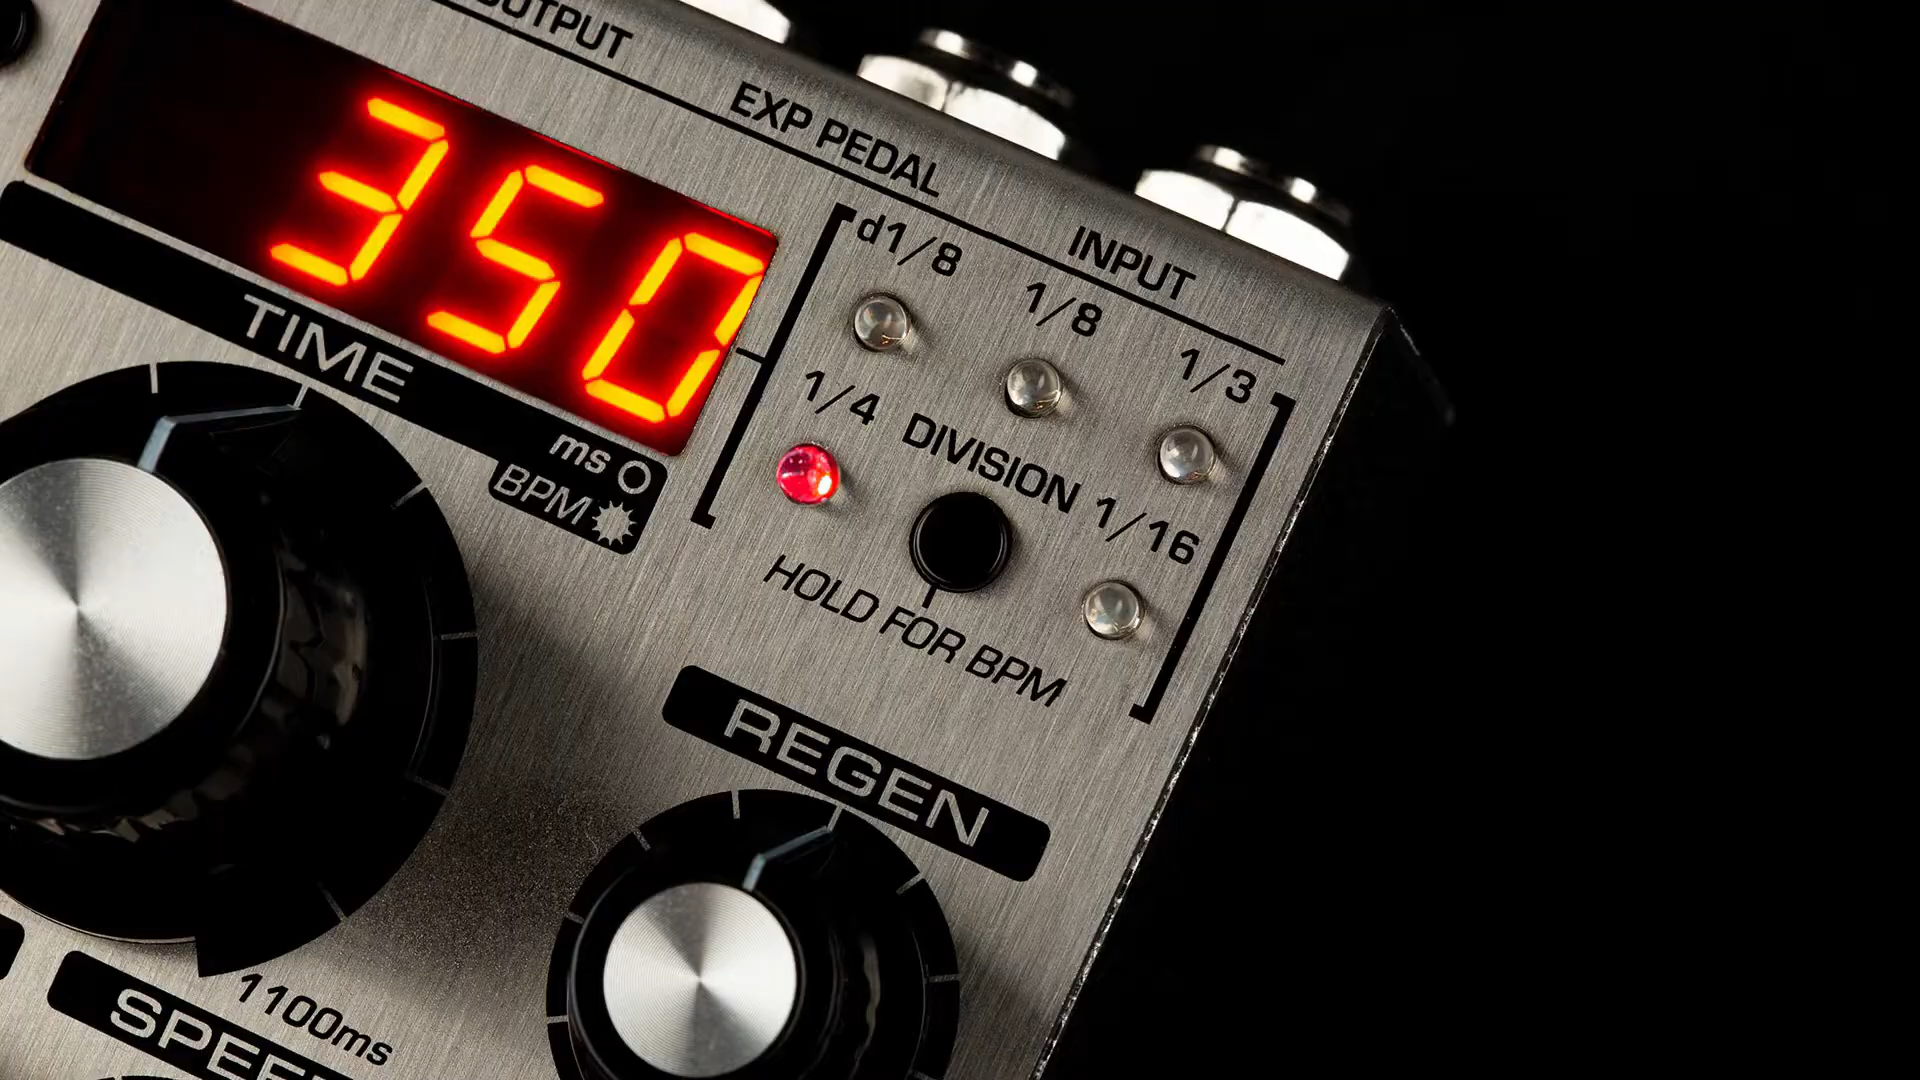 OUTPUT
EXP PEDAL
INPUT
350
d1/8
1/8
1/3
1/4
DIVISION
1/16
TIME
ms
BPM
HOLD FOR BPM
REGEN
1100ms
SPEE